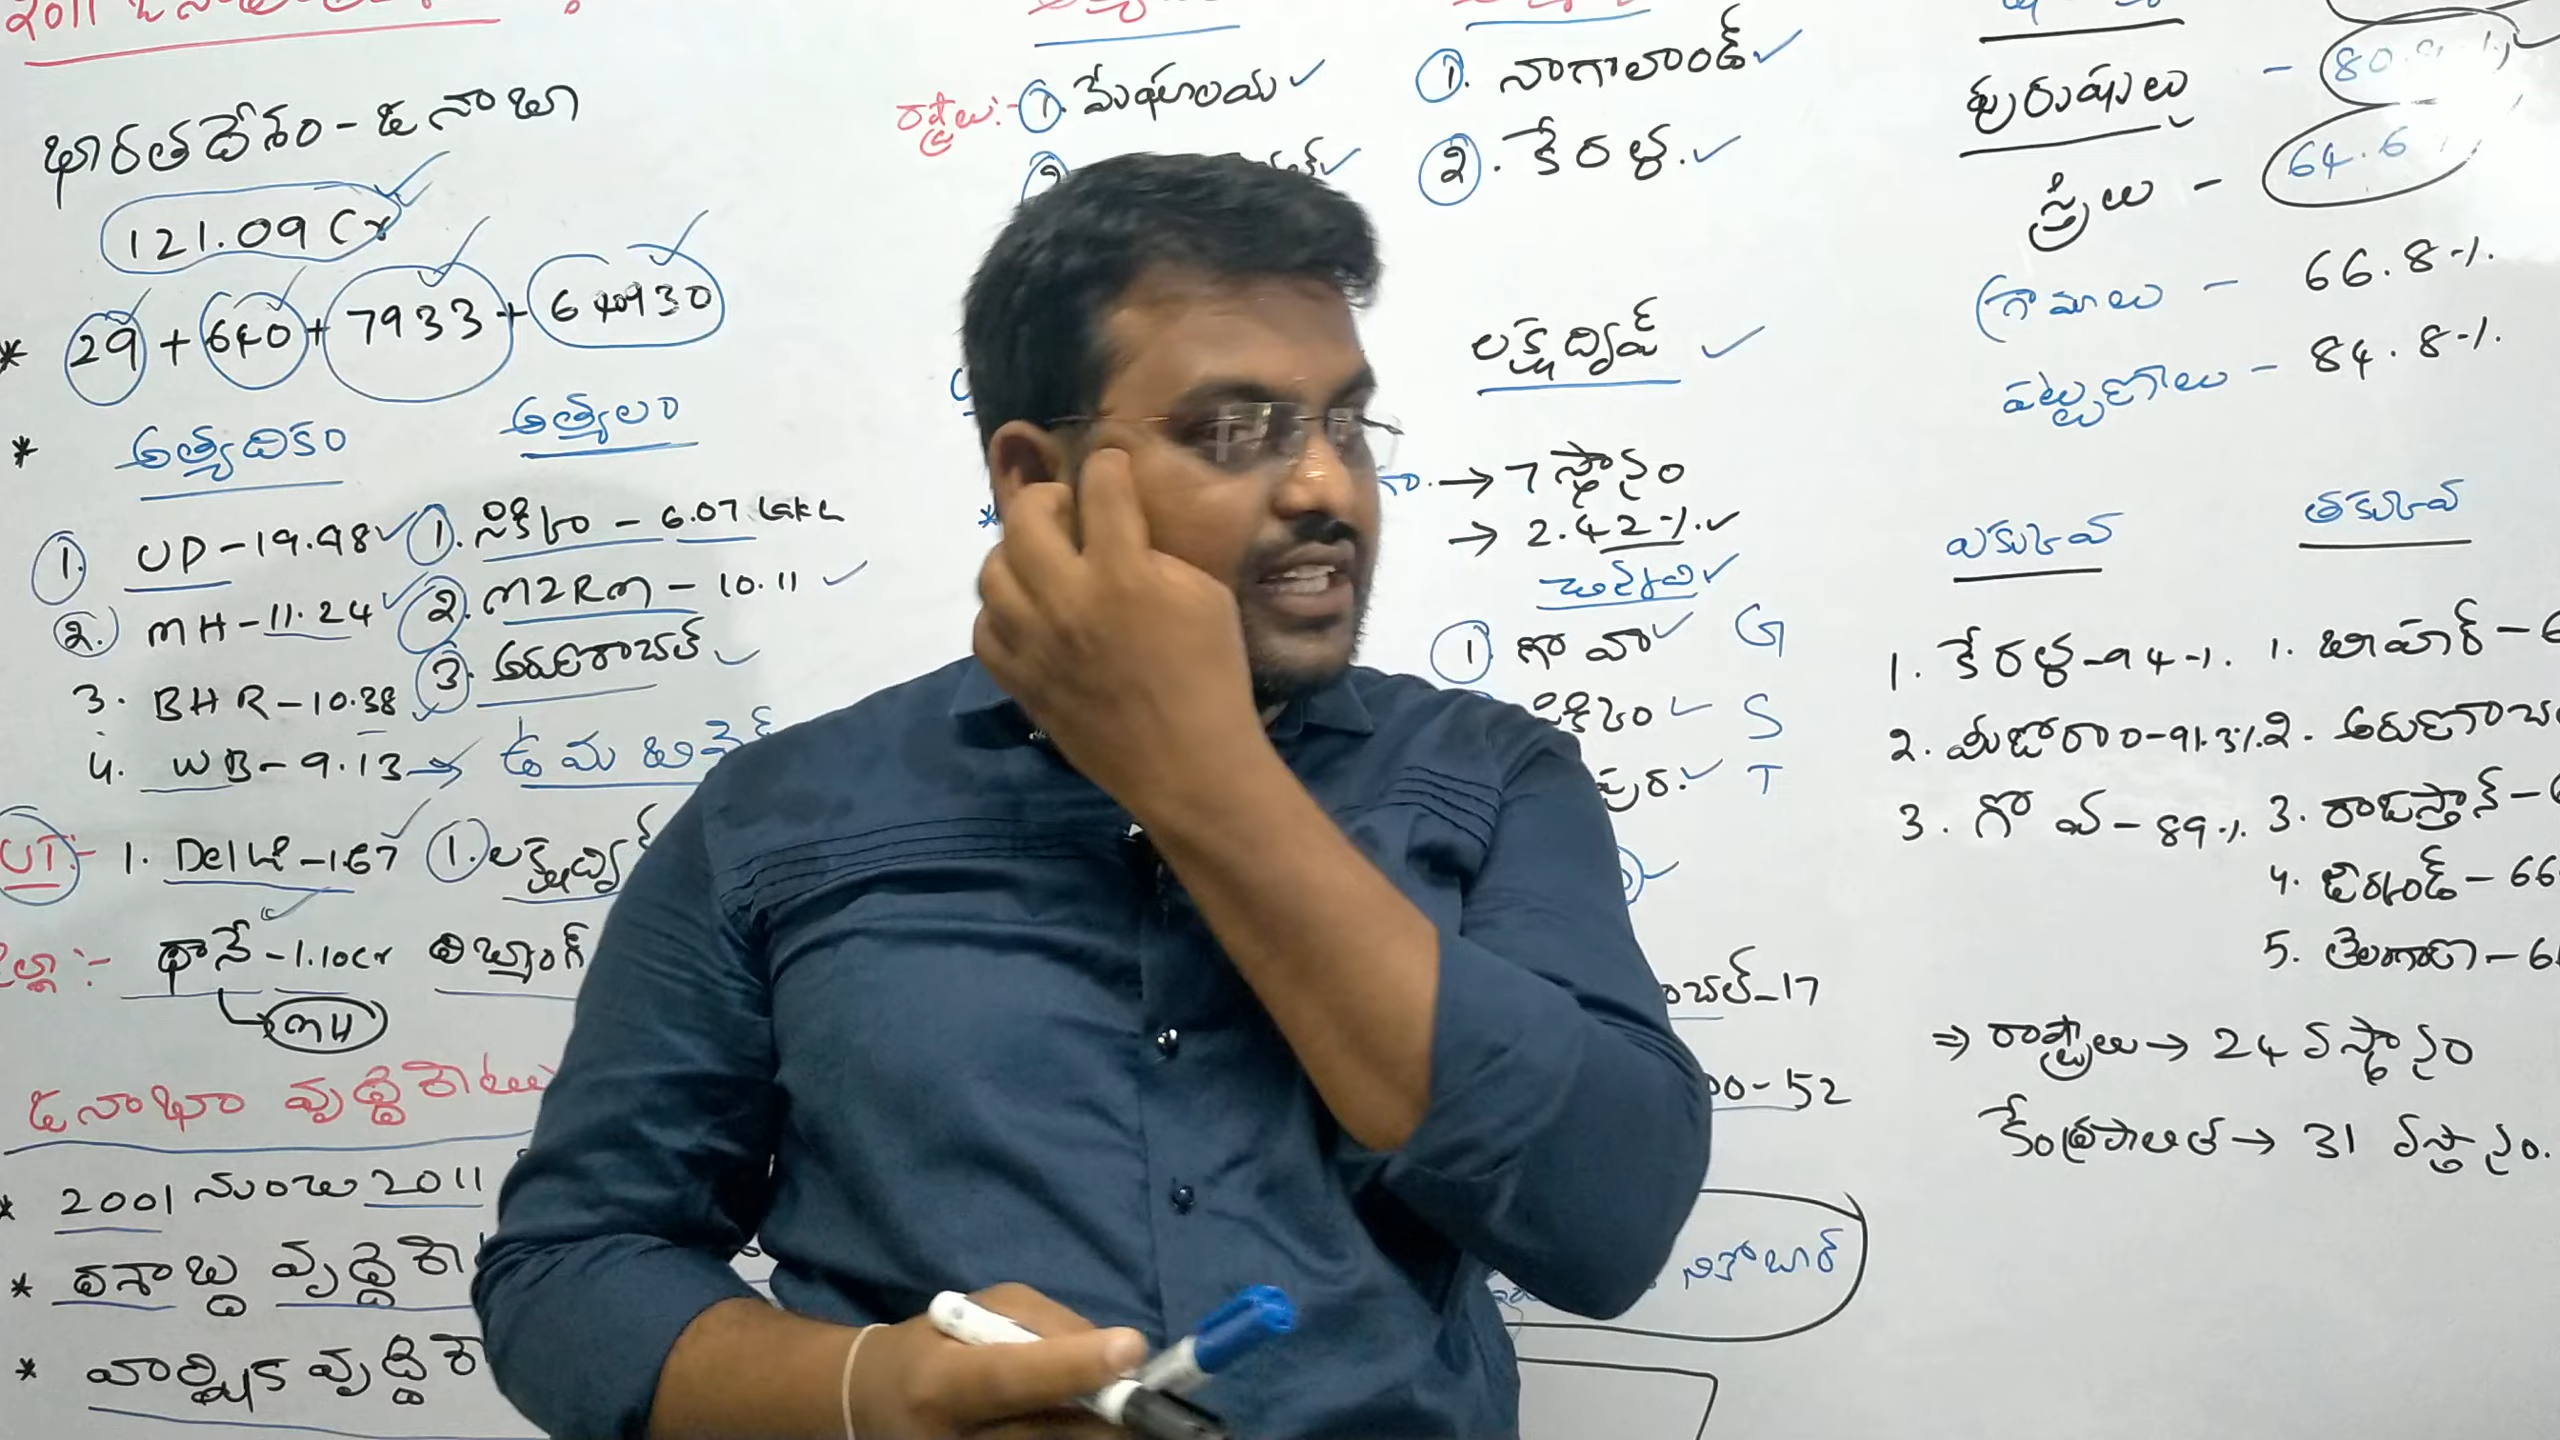 2011
భారతదేశం - జనాభా
121.09 Cr
* 29 + 640 + 7933 + 640930
* అత్యధికం అత్యల్పం
1. UP - 19.98 1. సిక్కిం - 6.07 Lakh
2. MH - 11.24 2. MZRM - 10.11
3. BHR - 10.38 3. అరుణాచల్
4. WB - 9.13 →
UT:- 1. Delhi - 1.67 1. లక్షద్వీ
థానే - 1.10cr దిబ్యాంగ్
MH
జనాభా వృద్ధిరేటు
* 2001 నుంచి 2011
* దశాబ్ద వృద్ధిరే
* వార్షిక వృద్ధిరే
రాష్ట్రాలు:- 1. మేఘాలయ
1. నాగాలాండ్
2. కేరళ.
లక్షద్వీప్
→ 7 స్థానం
→ 2.42%
1 గోవా G
సిక్కిం S
పుర. T
చల్ - 17
- 52
నికోబార్
పురుషులు - 80.9%
స్త్రీలు - 64.6
గ్రామాలు - 66.8%.
పట్టణాలు - 84.8%.
ఎక్కువ తక్కువ
1. కేరళ - 94%. 1. బీహార్ - 6
2. మీజోరాం - 91.3%. 2. అరుణాచ
3. గోవ - 89%. 3. రాజస్థాన్ - 6
4. జార్ఖండ్ - 66
5. తెలంగాణ - 6
⇒ రాష్ట్రాలు → 24 వ స్థానం
కేంద్రపాలిత → 31 వ స్థానం.